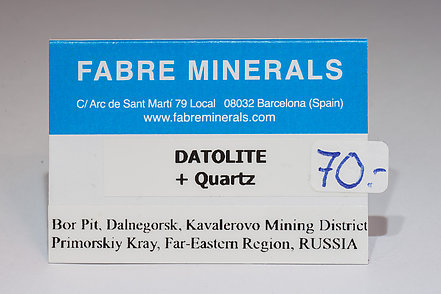 FABRE MINERALS
C/ Arc de Sant Martí 79 Local 08032 Barcelona (Spain)
www.fabreminerals.com
DATOLITE
+ Quartz
70.-
Bor Pit, Dalnegorsk, Kavalerovo Mining District
Primorskiy Kray, Far-Eastern Region, RUSSIA